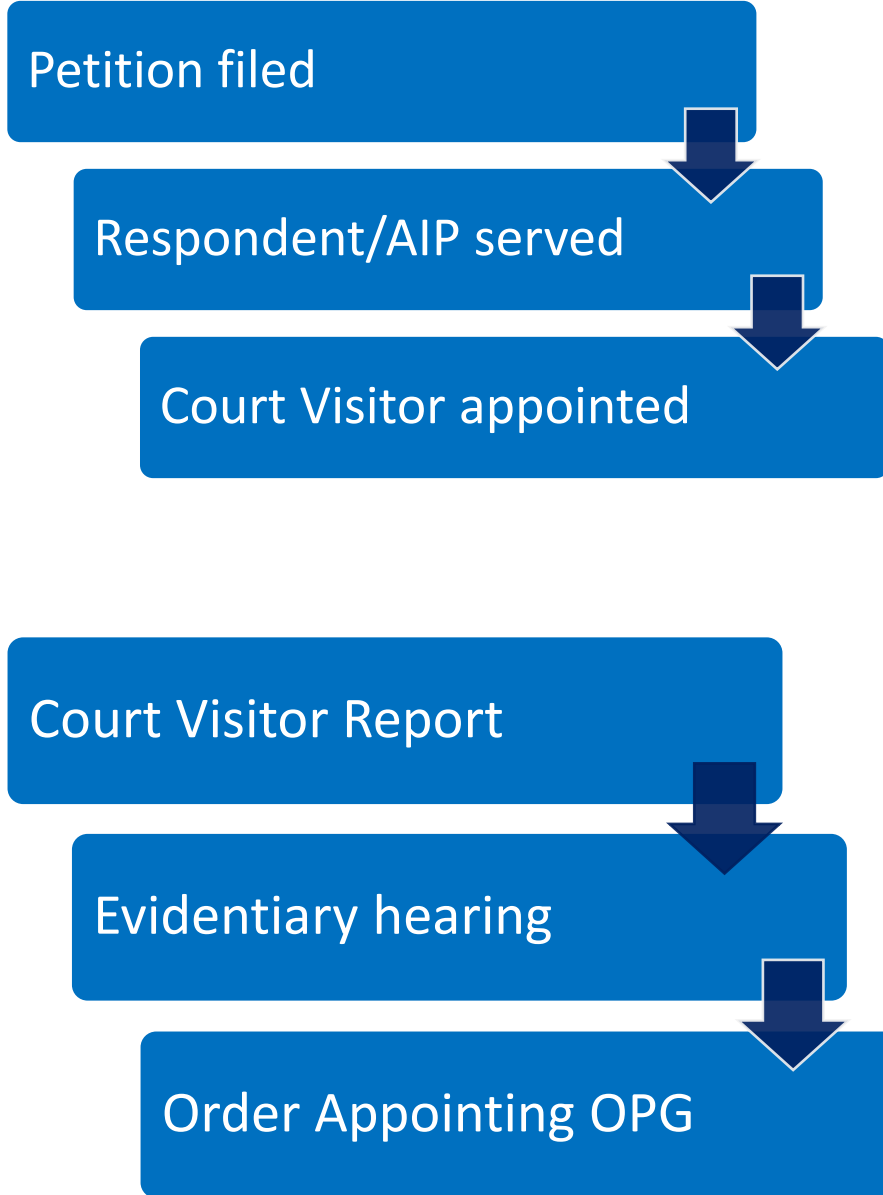 Petition filed
Respondent/AIP served
Court Visitor appointed
Court Visitor Report
Evidentiary hearing
Order Appointing OPG